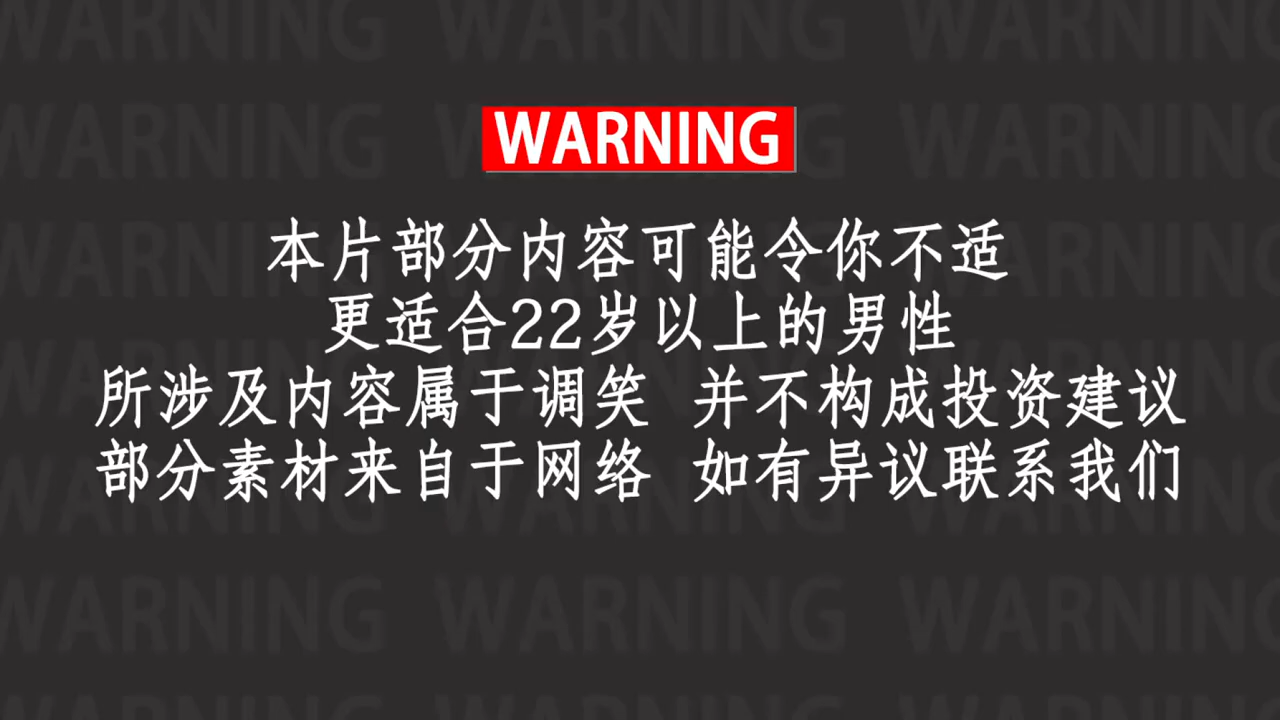 WARNING
本片部分内容可能令你不适
更适合22岁以上的男性
所涉及内容属于调笑 并不构成投资建议
部分素材来自于网络 如有异议联系我们